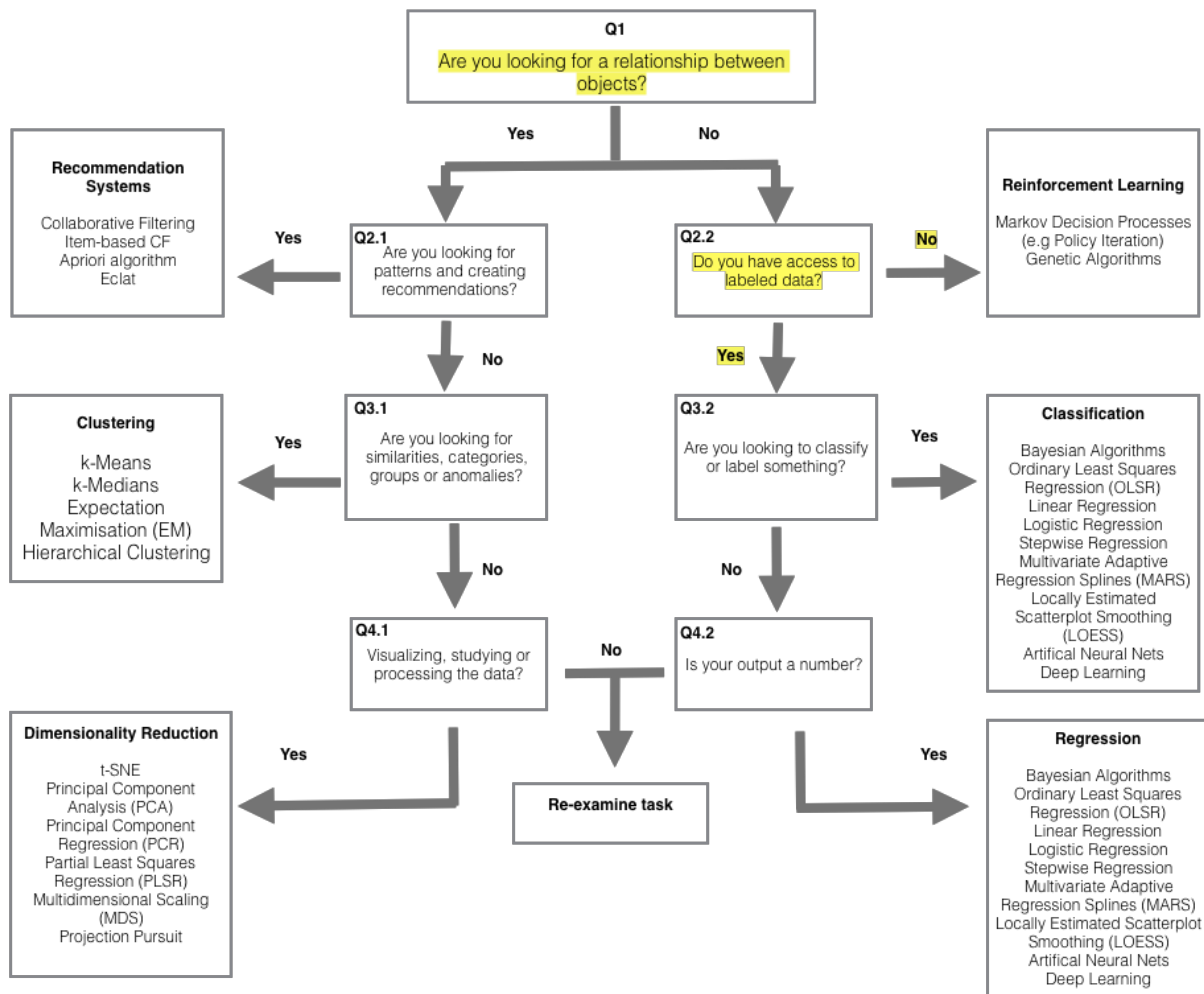 Q1
Are you looking for a relationship between
objects?
Yes
No
Recommendation
Systems
Collaborative Filtering
Item-based CF
Apriori algorithm
Eclat
Yes
Q2.1
Are you looking for
patterns and creating
recommendations?
Q2.2
Do you have access to
labeled data?
No
Reinforcement Learning
Markov Decision Processes
(e.g Policy Iteration)
Genetic Algorithms
No
Yes
Clustering
k-Means
k-Medians
Expectation
Maximisation (EM)
Hierarchical Clustering
Yes
Q3.1
Are you looking for
similarities, categories,
groups or anomalies?
Q3.2
Are you looking to classify
or label something?
Yes
Classification
Bayesian Algorithms
Ordinary Least Squares
Regression (OLSR)
Linear Regression
Logistic Regression
Stepwise Regression
Multivariate Adaptive
Regression Splines (MARS)
Locally Estimated
Scatterplot Smoothing
(LOESS)
Artifical Neural Nets
Deep Learning
No
No
Q4.1
Visualizing, studying or
processing the data?
No
Q4.2
Is your output a number?
Dimensionality Reduction
t-SNE
Principal Component
Analysis (PCA)
Principal Component
Regression (PCR)
Partial Least Squares
Regression (PLSR)
Multidimensional Scaling
(MDS)
Projection Pursuit
Yes
Re-examine task
Yes
Regression
Bayesian Algorithms
Ordinary Least Squares
Regression (OLSR)
Linear Regression
Logistic Regression
Stepwise Regression
Multivariate Adaptive
Regression Splines (MARS)
Locally Estimated Scatterplot
Smoothing (LOESS)
Artifical Neural Nets
Deep Learning